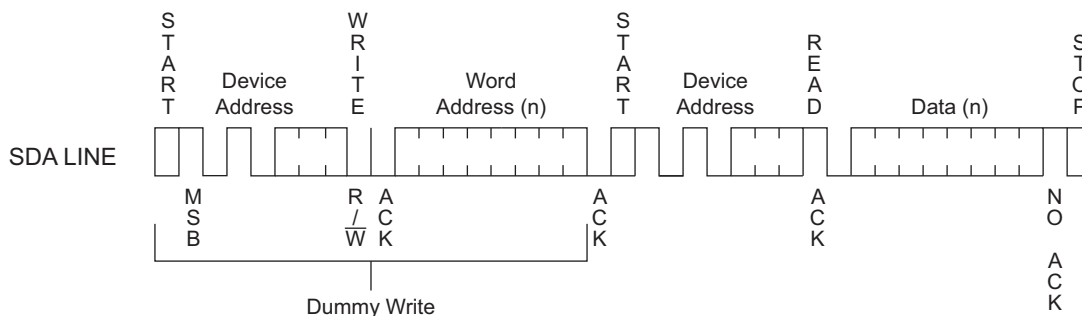 START
WRITE
START
READ
STOP
Device
Address
Word
Address (n)
Device
Address
Data (n)
SDA LINE
MSB
R/W
ACK
ACK
ACK
NO ACK
Dummy Write